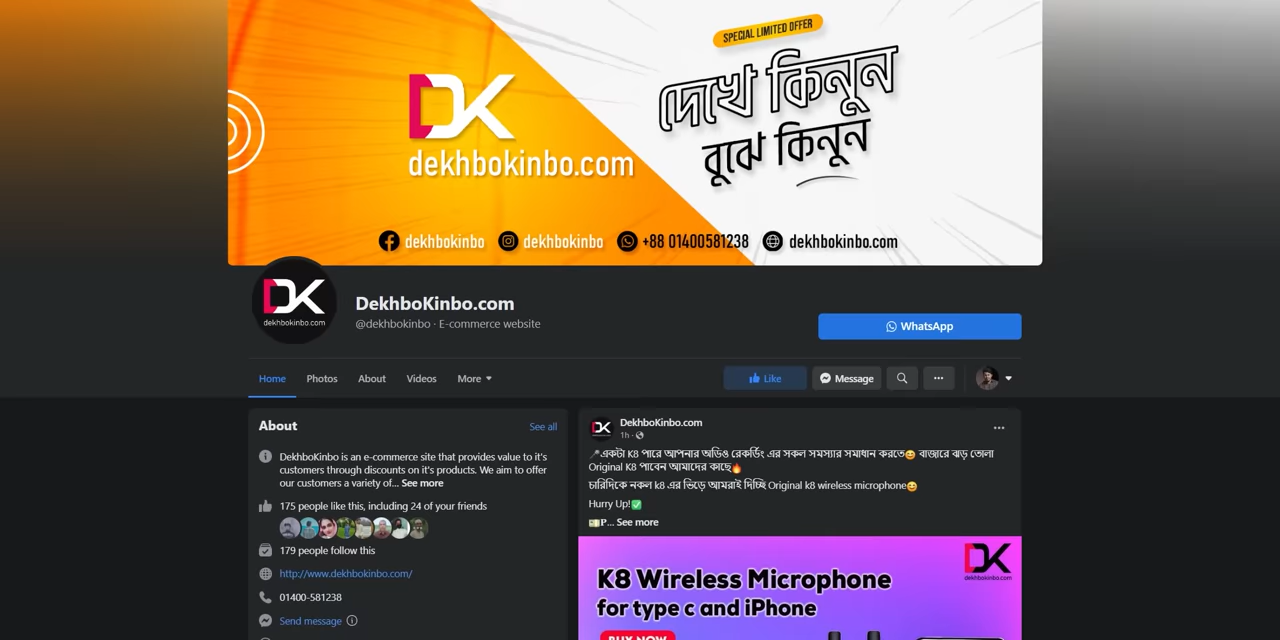 SPECIAL LIMITED OFFER
দেখে কিনুন
বুঝে কিনুন
DK
dekhbokinbo.com
dekhbokinbo
dekhbokinbo
+88 01400581238
dekhbokinbo.com
DK
dekhbokinbo.com
DekhboKinbo.com
@dekhbokinbo · E-commerce website
WhatsApp
Home
Photos
About
Videos
More
Like
Message
About
See all
DekhboKinbo is an e-commerce site that provides value to it's
customers through discounts on it's products. We aim to offer
our customers a variety of... See more
175 people like this, including 24 of your friends
179 people follow this
http://www.dekhbokinbo.com/
01400-581238
Send message
DK
DekhboKinbo.com
1h ·
🎤একটা K8 পারে আপনার অডিও রেকর্ডিং এর সকল সমস্যার সমাধান করতে😊 বাজারে ঝড় তোলা
Original K8 পাবেন আমাদের কাছে🔥
চারিদিকে নকল k8 এর ভিড়ে আমরাই দিচ্ছি Original k8 wireless microphone😊
Hurry Up!✅
💵P... See more
DK
dekhbokinbo.com
K8 Wireless Microphone
for type c and iPhone
BUY NOW